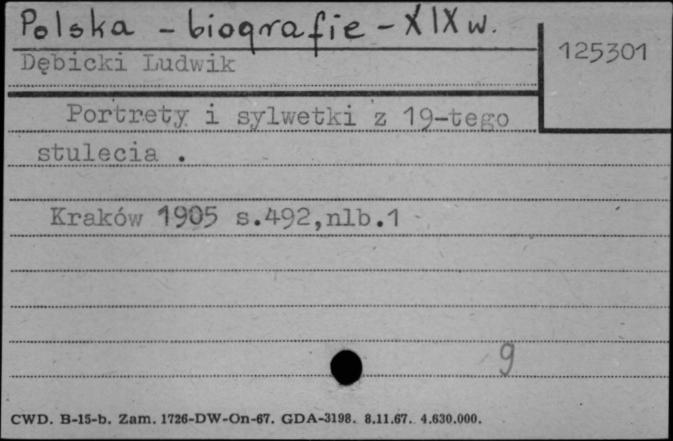 Polska - biografie - XIX w.
125301
Dębicki Ludwik
Portrety i sylwetki z 19-tego
stulecia .
Kraków 1905 s.492,nlb.1
9
CWD. B-15-b. Zam. 1726-DW-On-67. GDA-3198. 8.11.67. 4.630.000.